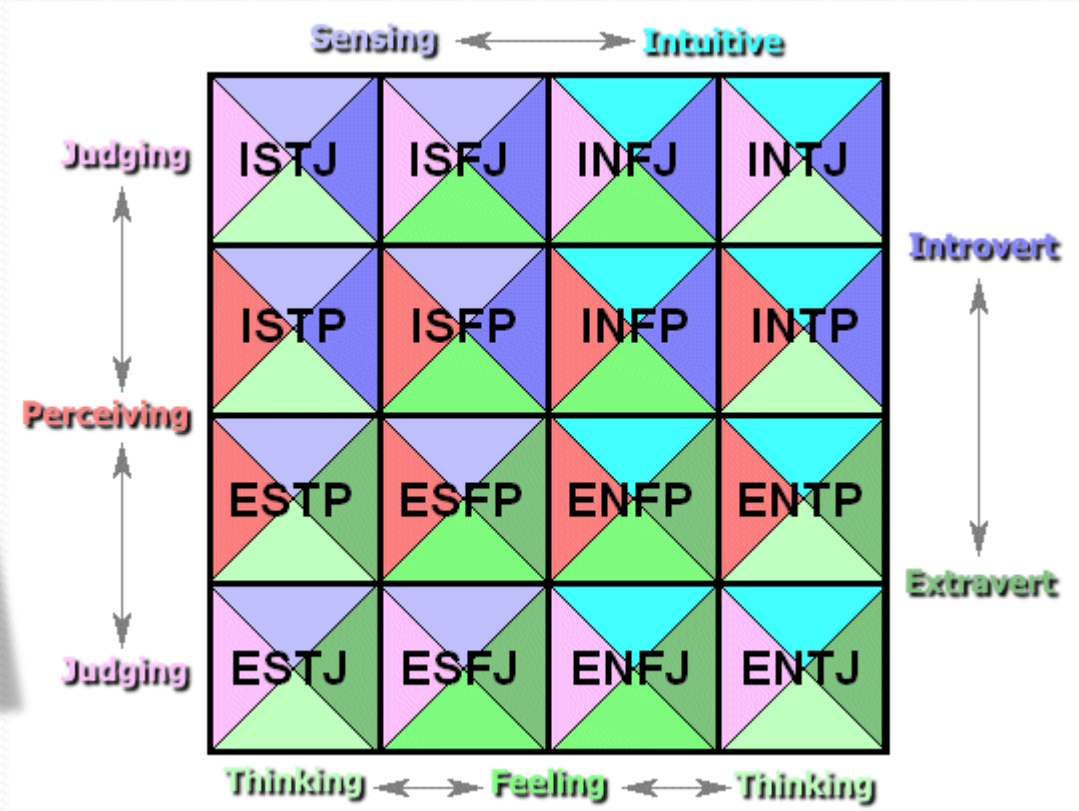 Sensing Intuitive
Judging
ISTJ ISFJ INFJ INTJ
Introvert
ISTP ISFP INFP INTP
Perceiving
ESTP ESFP ENFP ENTP
Extravert
Judging
ESTJ ESFJ ENFJ ENTJ
Thinking Feeling Thinking